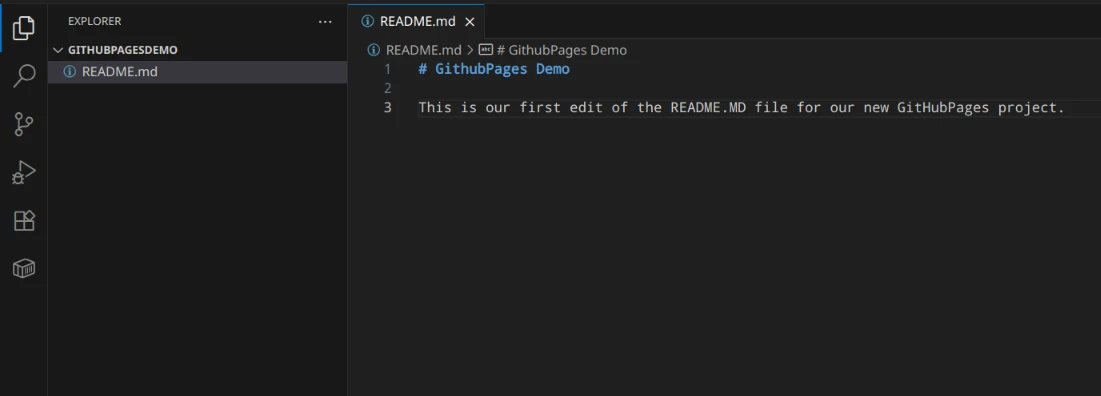 EXPLORER
GITHUBPAGESDEMO
README.md
README.md
README.md > # GithubPages Demo
1 # GithubPages Demo
2
3 This is our first edit of the README.MD file for our new GitHubPages project.